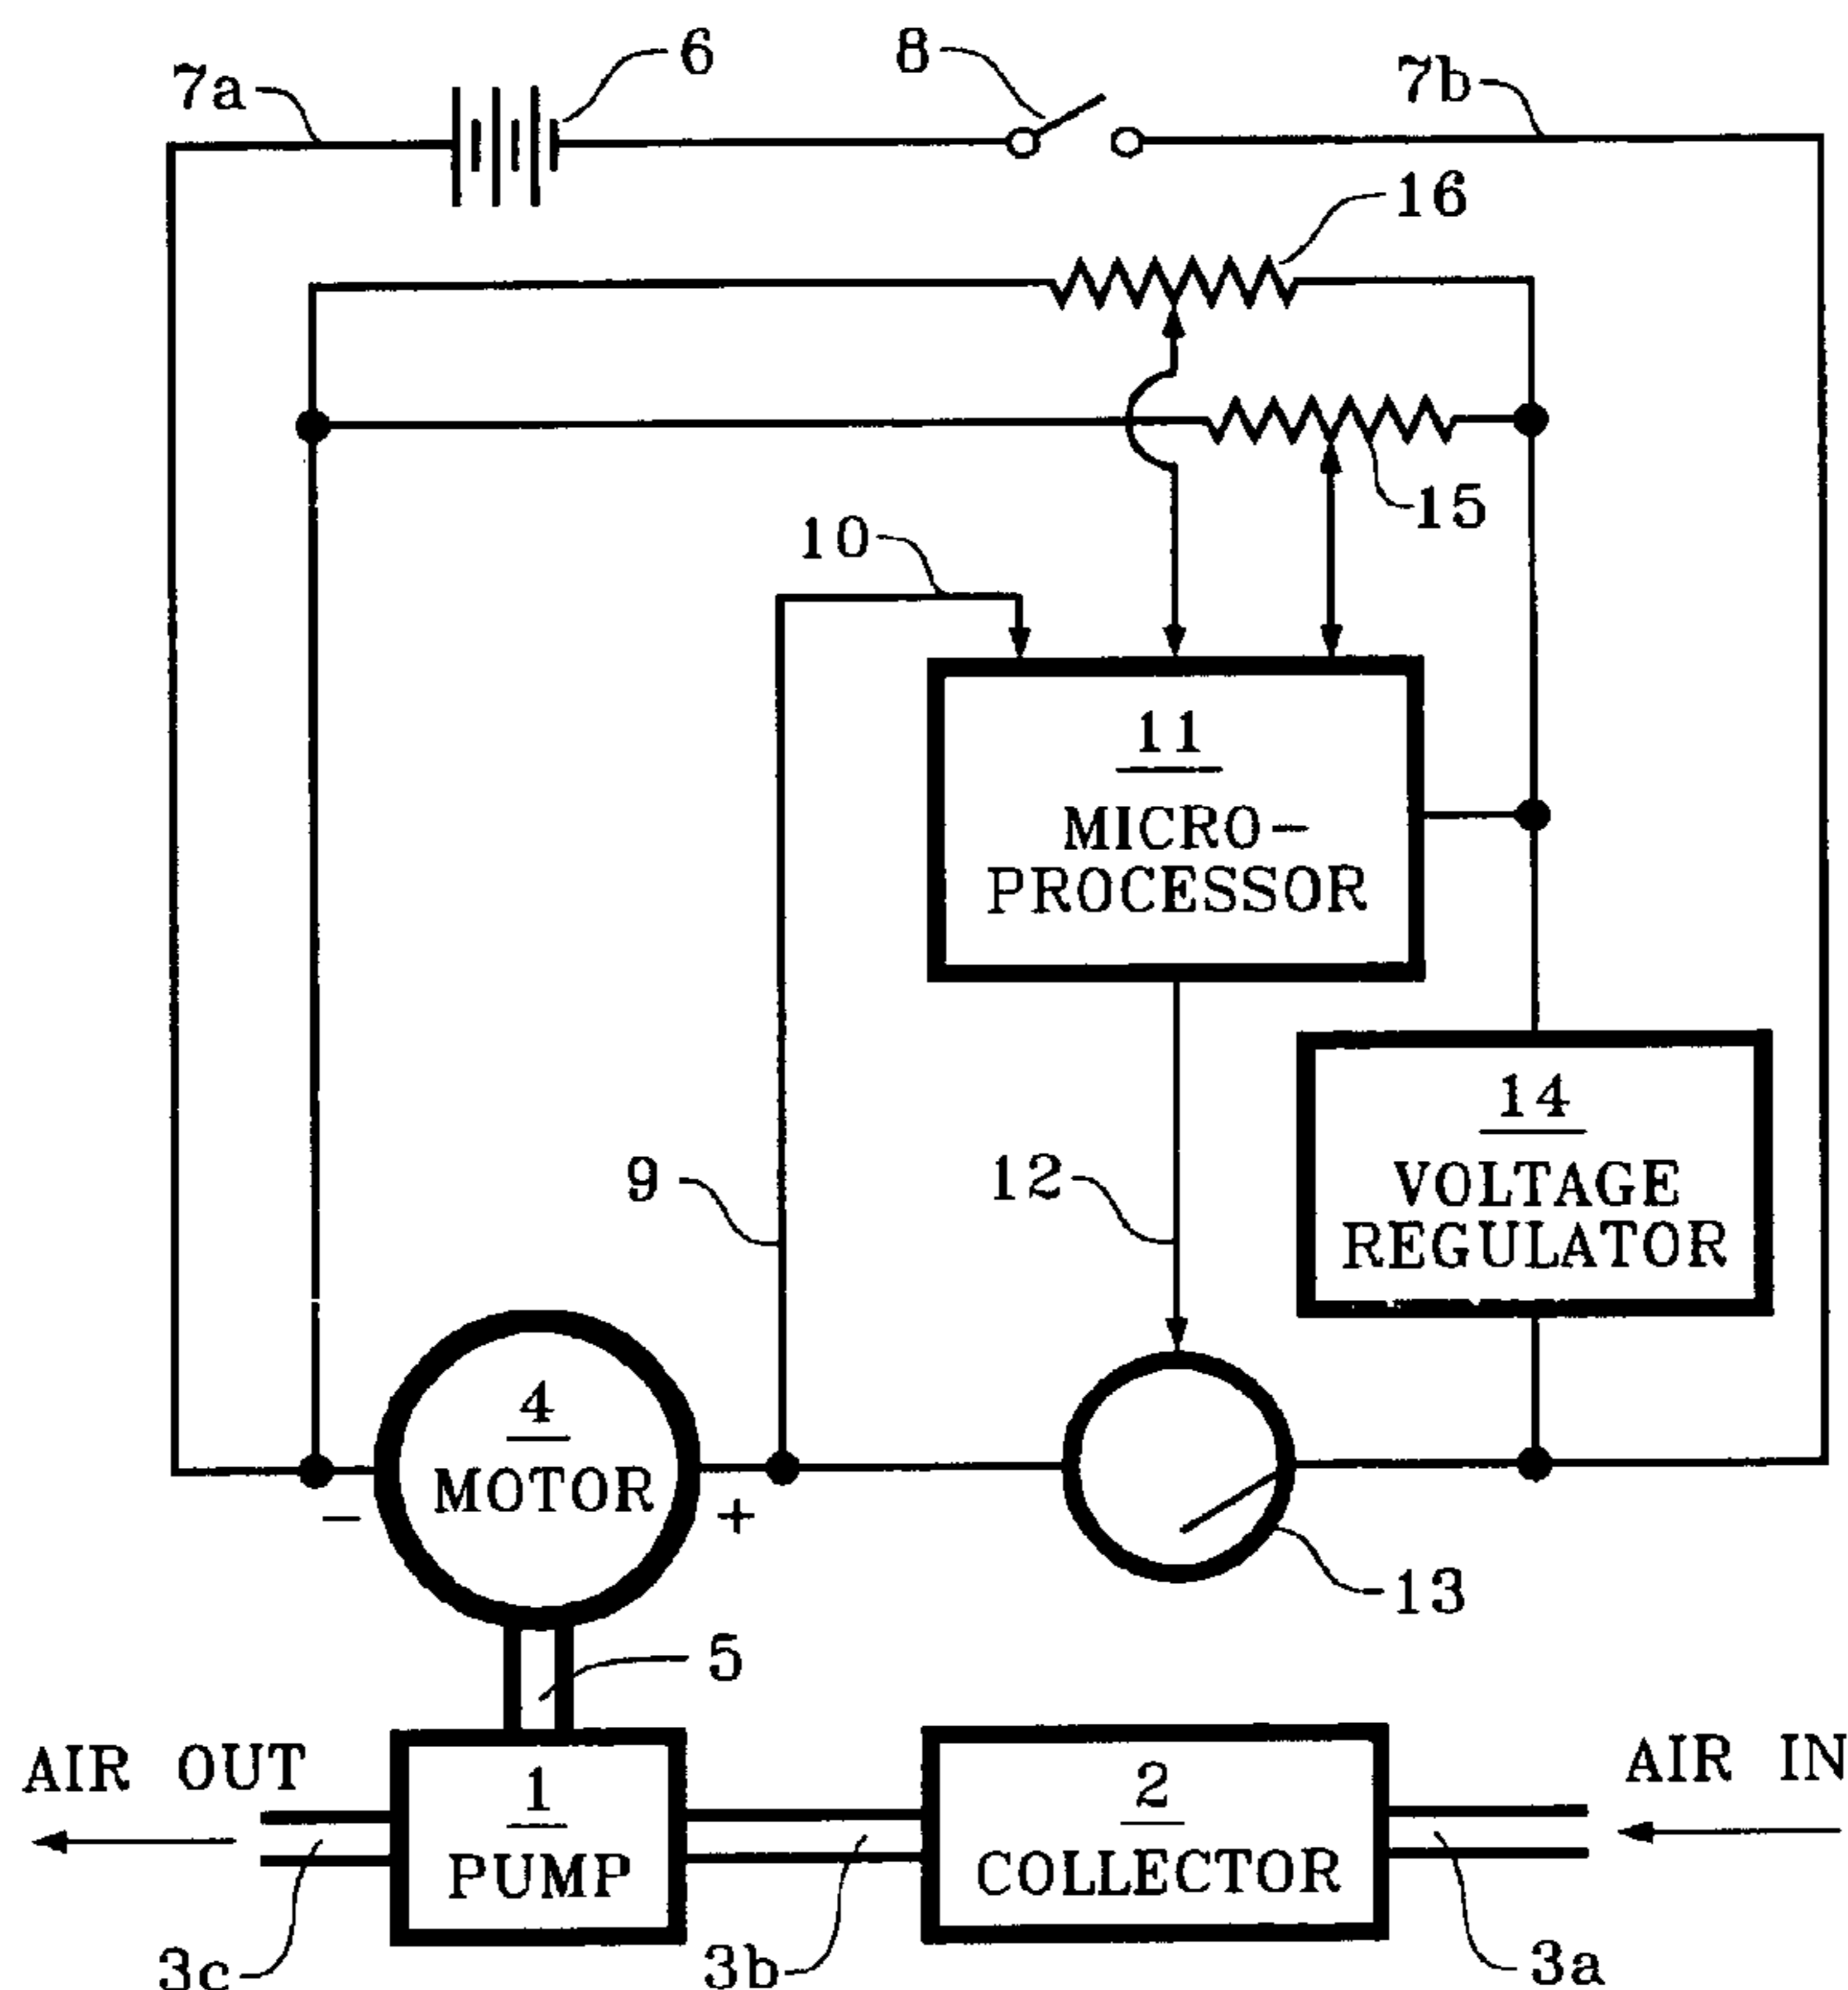 6
8
7a
7b
16
15
10
11
MICRO-
PROCESSOR
14
VOLTAGE
REGULATOR
9
12
4
MOTOR
-
+
13
5
AIR OUT
AIR IN
1
PUMP
2
COLLECTOR
3c
3b
3a